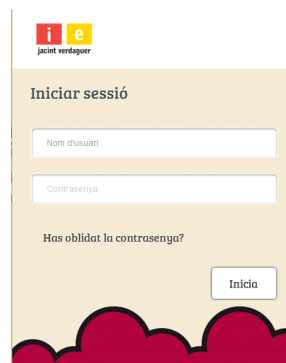 i e
jacint verdaguer
Iniciar sessió
Nom d'usuari
Contrasenya
Has oblidat la contrasenya?
Inicia